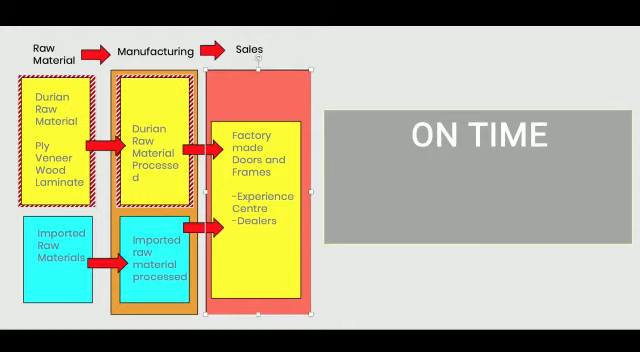 Raw
Material
Manufacturing
Sales
Durian
Raw
Material
Ply
Veneer
Wood
Laminate
Durian
Raw
Material
Processe
d
Factory
made
Doors and
Frames
-Experience
Centre
-Dealers
Imported
Raw
Materials
Imported
raw
material
processed
ON TIME